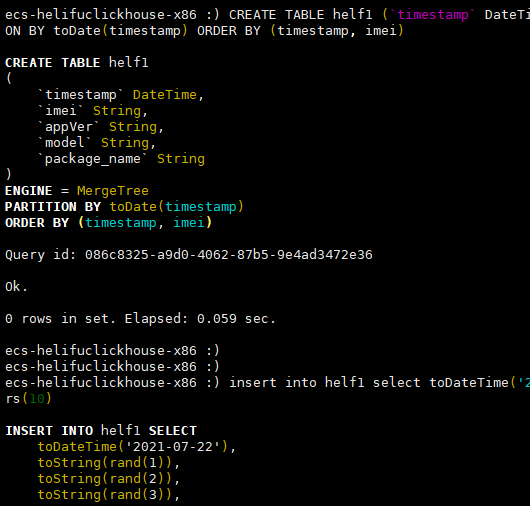 ecs-helifuclickhouse-x86 :) CREATE TABLE helf1 (`timestamp` DateTi
ON BY toDate(timestamp) ORDER BY (timestamp, imei)
CREATE TABLE helf1
(
    `timestamp` DateTime,
    `imei` String,
    `appVer` String,
    `model` String,
    `package_name` String
)
ENGINE = MergeTree
PARTITION BY toDate(timestamp)
ORDER BY (timestamp, imei)
Query id: 086c8325-a9d0-4062-87b5-9e4ad3472e36
Ok.
0 rows in set. Elapsed: 0.059 sec.
ecs-helifuclickhouse-x86 :)
ecs-helifuclickhouse-x86 :)
ecs-helifuclickhouse-x86 :) insert into helf1 select toDateTime('2
rs(10)
INSERT INTO helf1 SELECT
    toDateTime('2021-07-22'),
    toString(rand(1)),
    toString(rand(2)),
    toString(rand(3)),